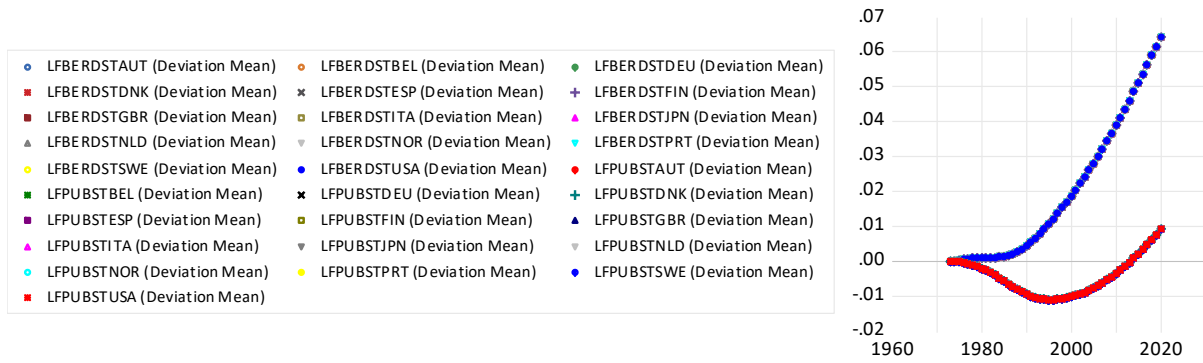 LFBERDSTAUT (Deviation Mean) LFBERDSTBEL (Deviation Mean) LFBERDSTDEU (Deviation Mean)
LFBERDSTDNK (Deviation Mean) LFBERDSTESP (Deviation Mean) LFBERDSTFIN (Deviation Mean)
LFBERDSTGBR (Deviation Mean) LFBERDSTITA (Deviation Mean) LFBERDSTJPN (Deviation Mean)
LFBERDSTNLD (Deviation Mean) LFBERDSTNOR (Deviation Mean) LFBERDSTPRT (Deviation Mean)
LFBERDSTSWE (Deviation Mean) LFBERDSTUSA (Deviation Mean) LFPUBSTAUT (Deviation Mean)
LFPUBSTBEL (Deviation Mean) LFPUBSTDEU (Deviation Mean) LFPUBSTDNK (Deviation Mean)
LFPUBSTESP (Deviation Mean) LFPUBSTFIN (Deviation Mean) LFPUBSTGBR (Deviation Mean)
LFPUBSTITA (Deviation Mean) LFPUBSTJPN (Deviation Mean) LFPUBSTNLD (Deviation Mean)
LFPUBSTNOR (Deviation Mean) LFPUBSTPRT (Deviation Mean) LFPUBSTSWE (Deviation Mean)
LFPUBSTUSA (Deviation Mean)
.07
.06
.05
.04
.03
.02
.01
.00
-.01
-.02
1960 1980 2000 2020